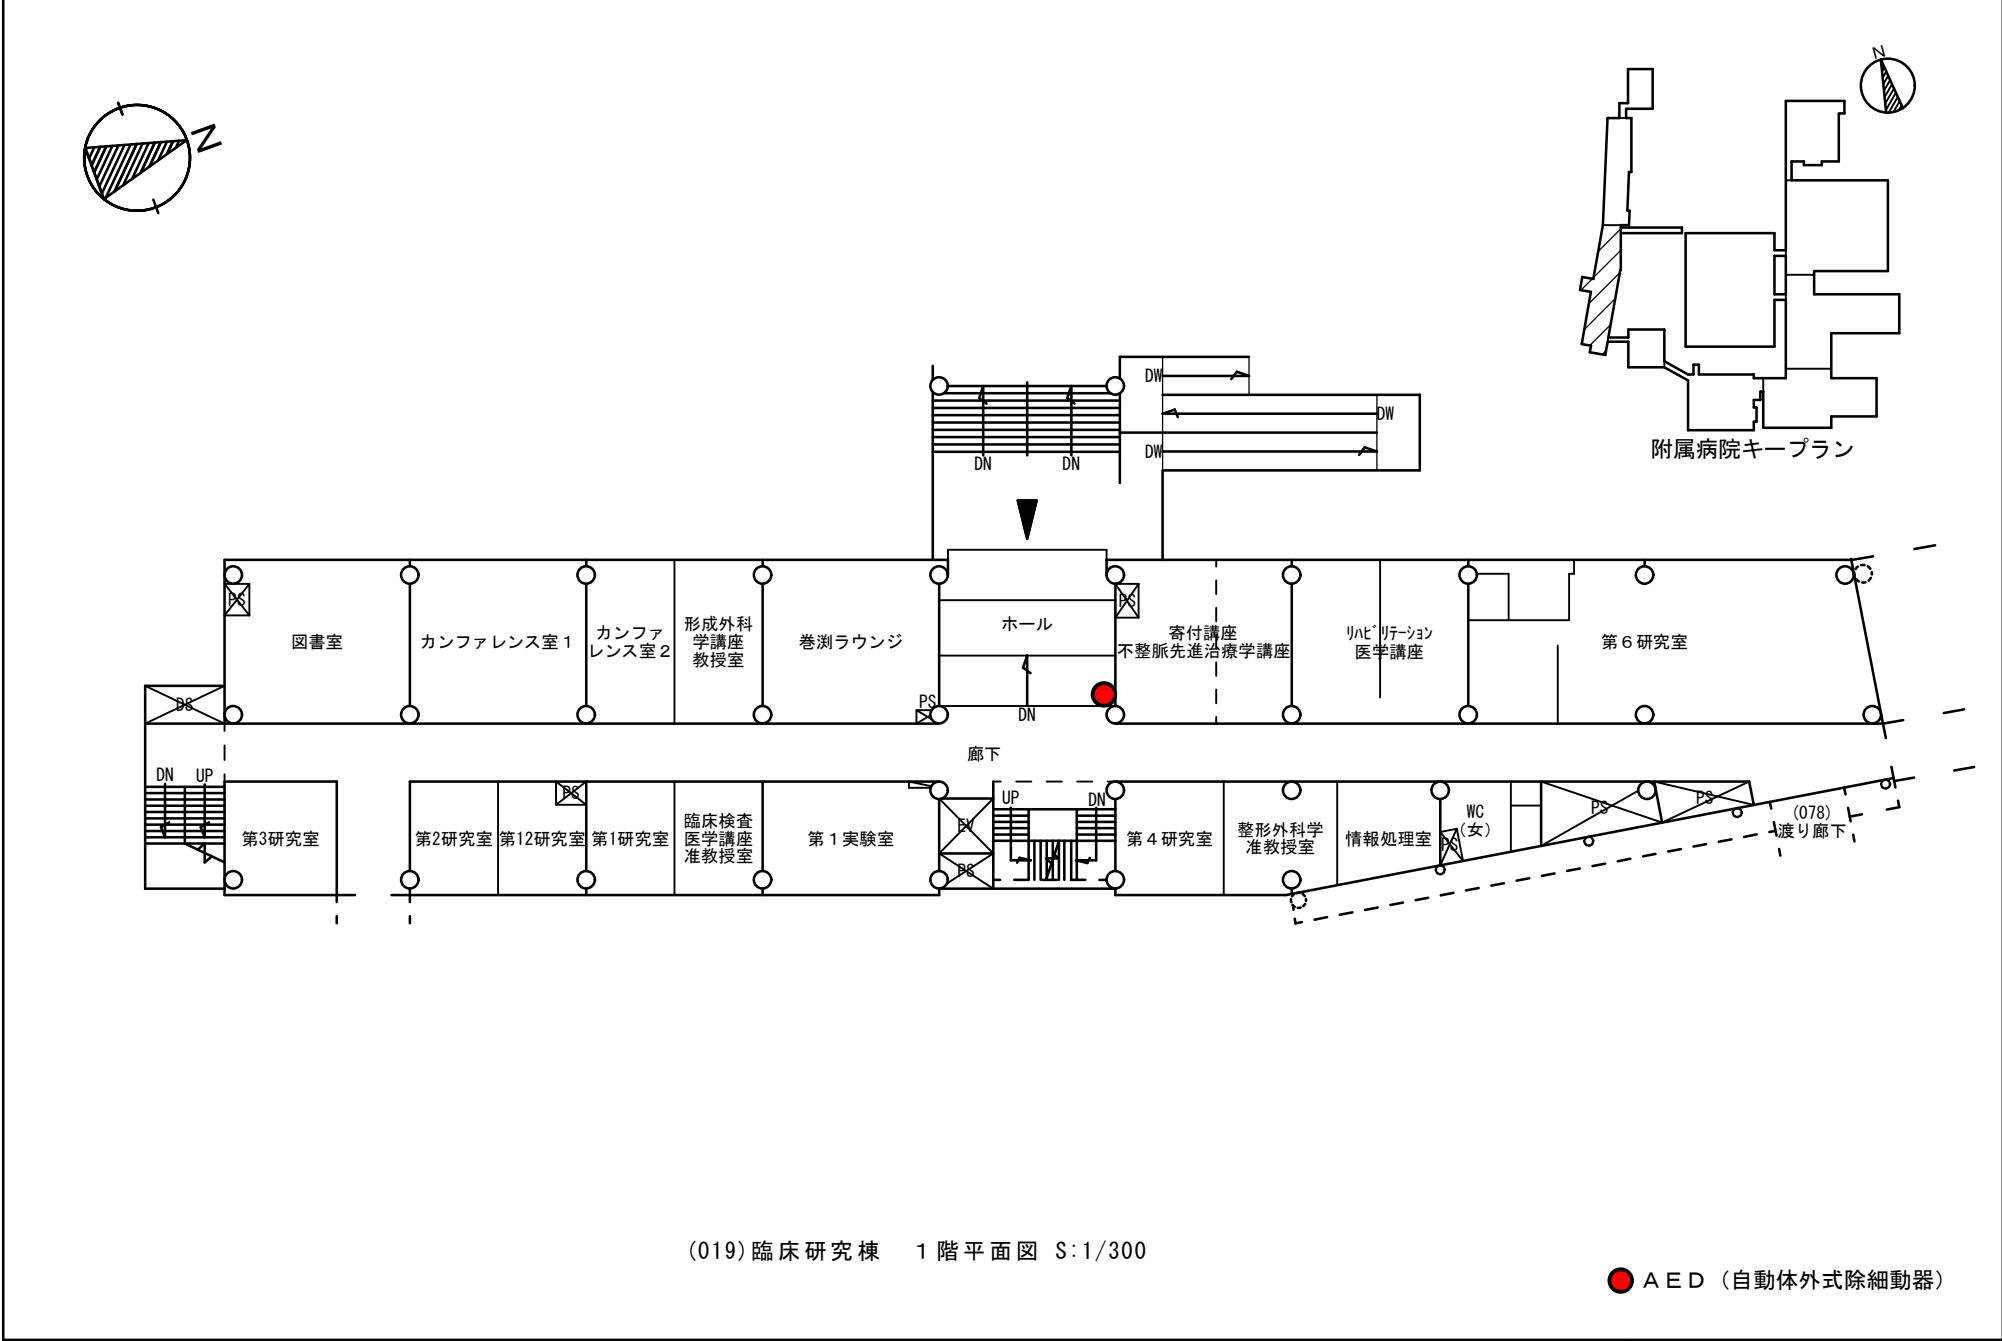 N
N
附属病院キープラン
DW
DW
DW
DN
DN
PS
図書室
カンファレンス室１
カンファ
レンス室２
形成外科
学講座
教授室
巻渕ラウンジ
ホール
PS
寄付講座
不整脈先進治療学講座
ﾘﾊﾋﾞﾘﾃｰｼｮﾝ
医学講座
第６研究室
DS
PS
DN
廊下
DN
UP
第3研究室
第2研究室
第12研究室
PS
第1研究室
臨床検査
医学講座
准教授室
第１実験室
EV
PS
UP
DN
第４研究室
整形外科学
准教授室
情報処理室
WC
(女)
PS
PS
PS
(078)
渡り廊下
(019)臨床研究棟　１階平面図 S:1/300
ＡＥＤ（自動体外式除細動器）